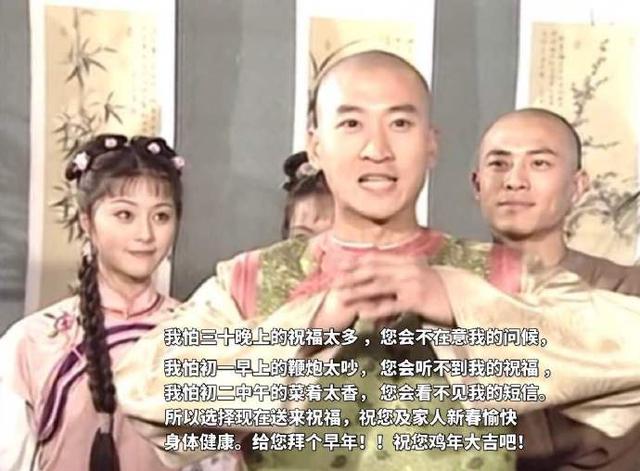 我怕三十晚上的祝福太多，您会不在意我的问候，
我怕初一早上的鞭炮太吵，您会听不到我的祝福，
我怕初二中午的菜肴太香，您会看不见我的短信。
所以选择现在送来祝福，祝您及家人新春愉快
身体健康。给您拜个早年！！祝您鸡年大吉吧！